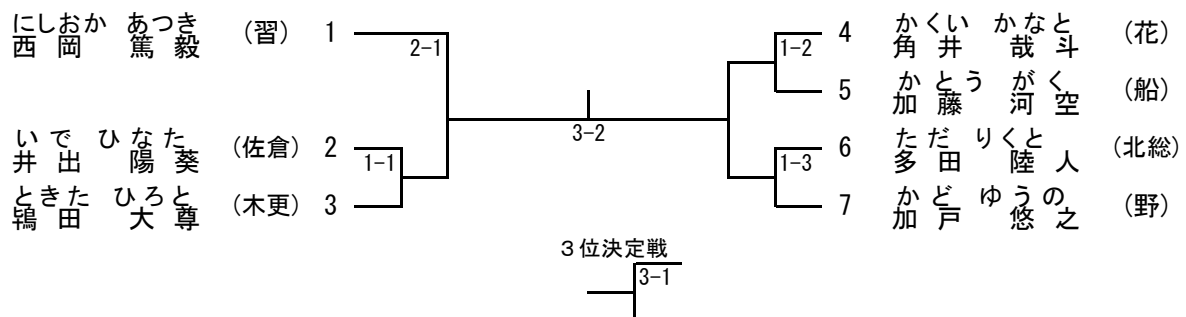 にしおか あつき
西岡 篤毅 (習) 1
2-1
いで ひなた
井出 陽葵 (佐倉) 2
1-1
ときた ひろと
鴇田 大尊 (木更) 3
3-2
かくい かなと
4 角井 哉斗 (花)
1-2
かとう がく
5 加藤 河空 (船)
ただ りくと
6 多田 陸人 (北総)
1-3
かど ゆうの
7 加戸 悠之 (野)
3位決定戦
3-1